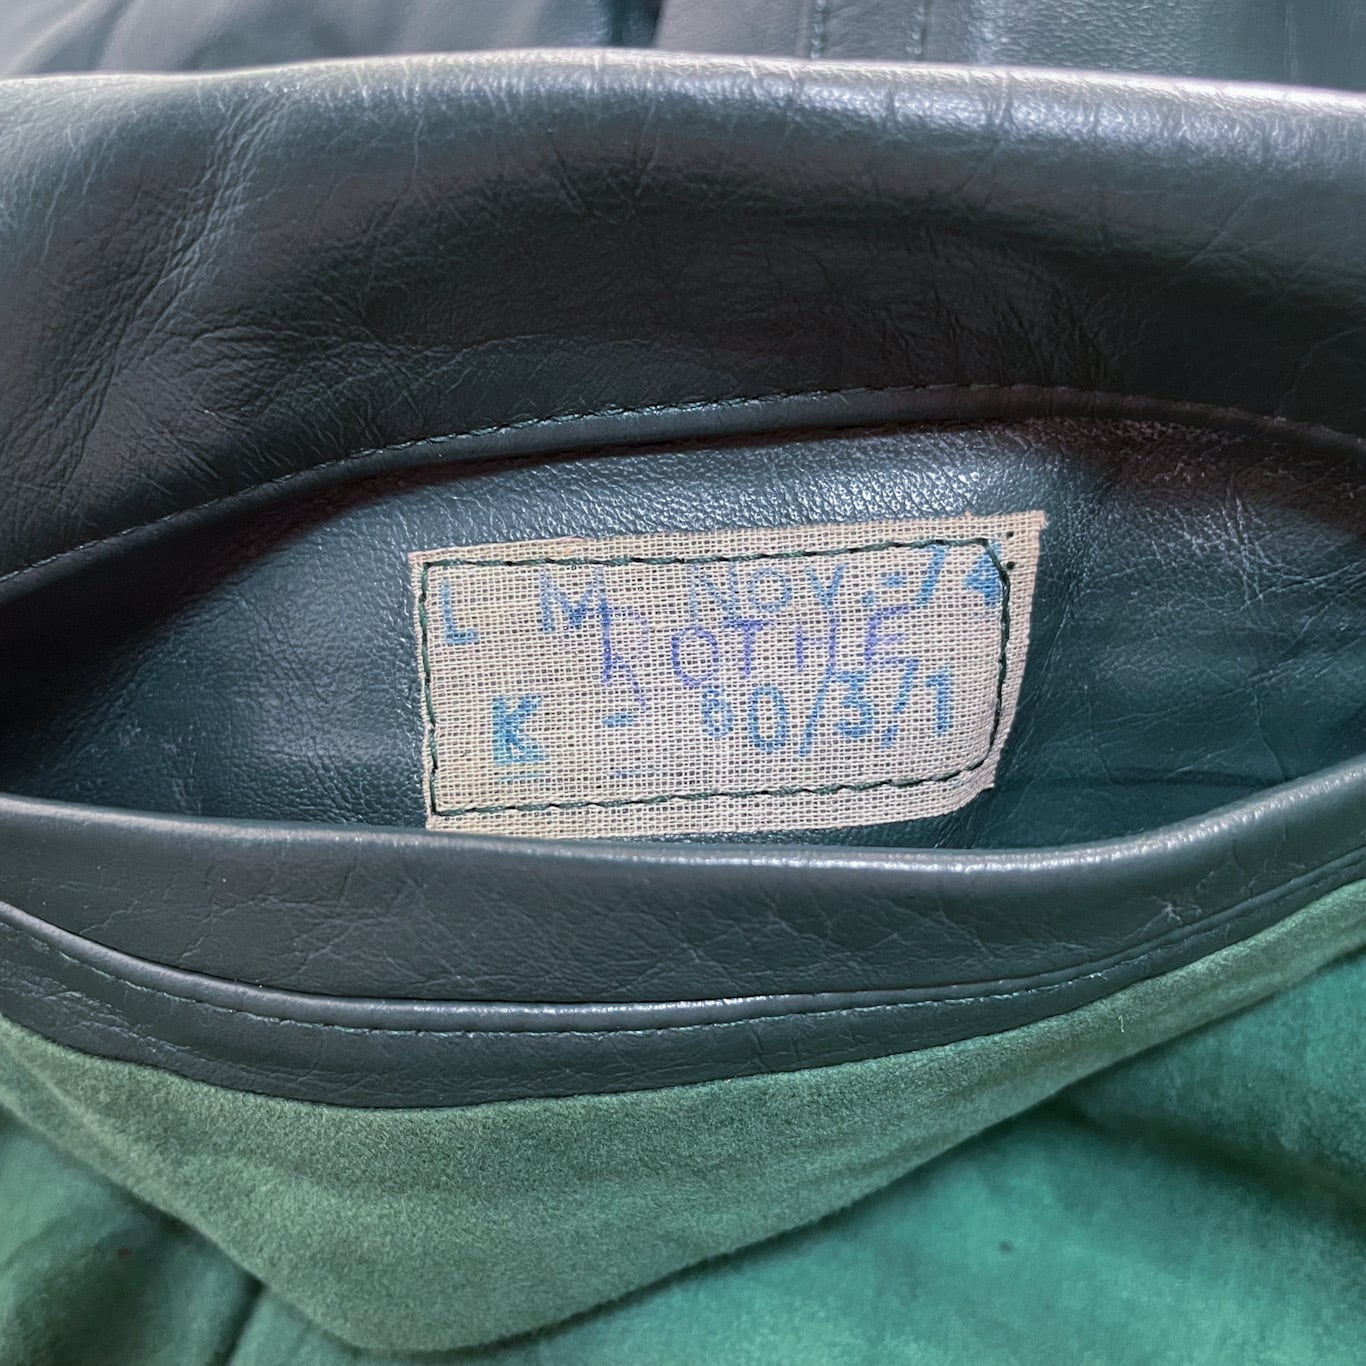 L M NOV.-74
ROTHE
K - 80/3/1